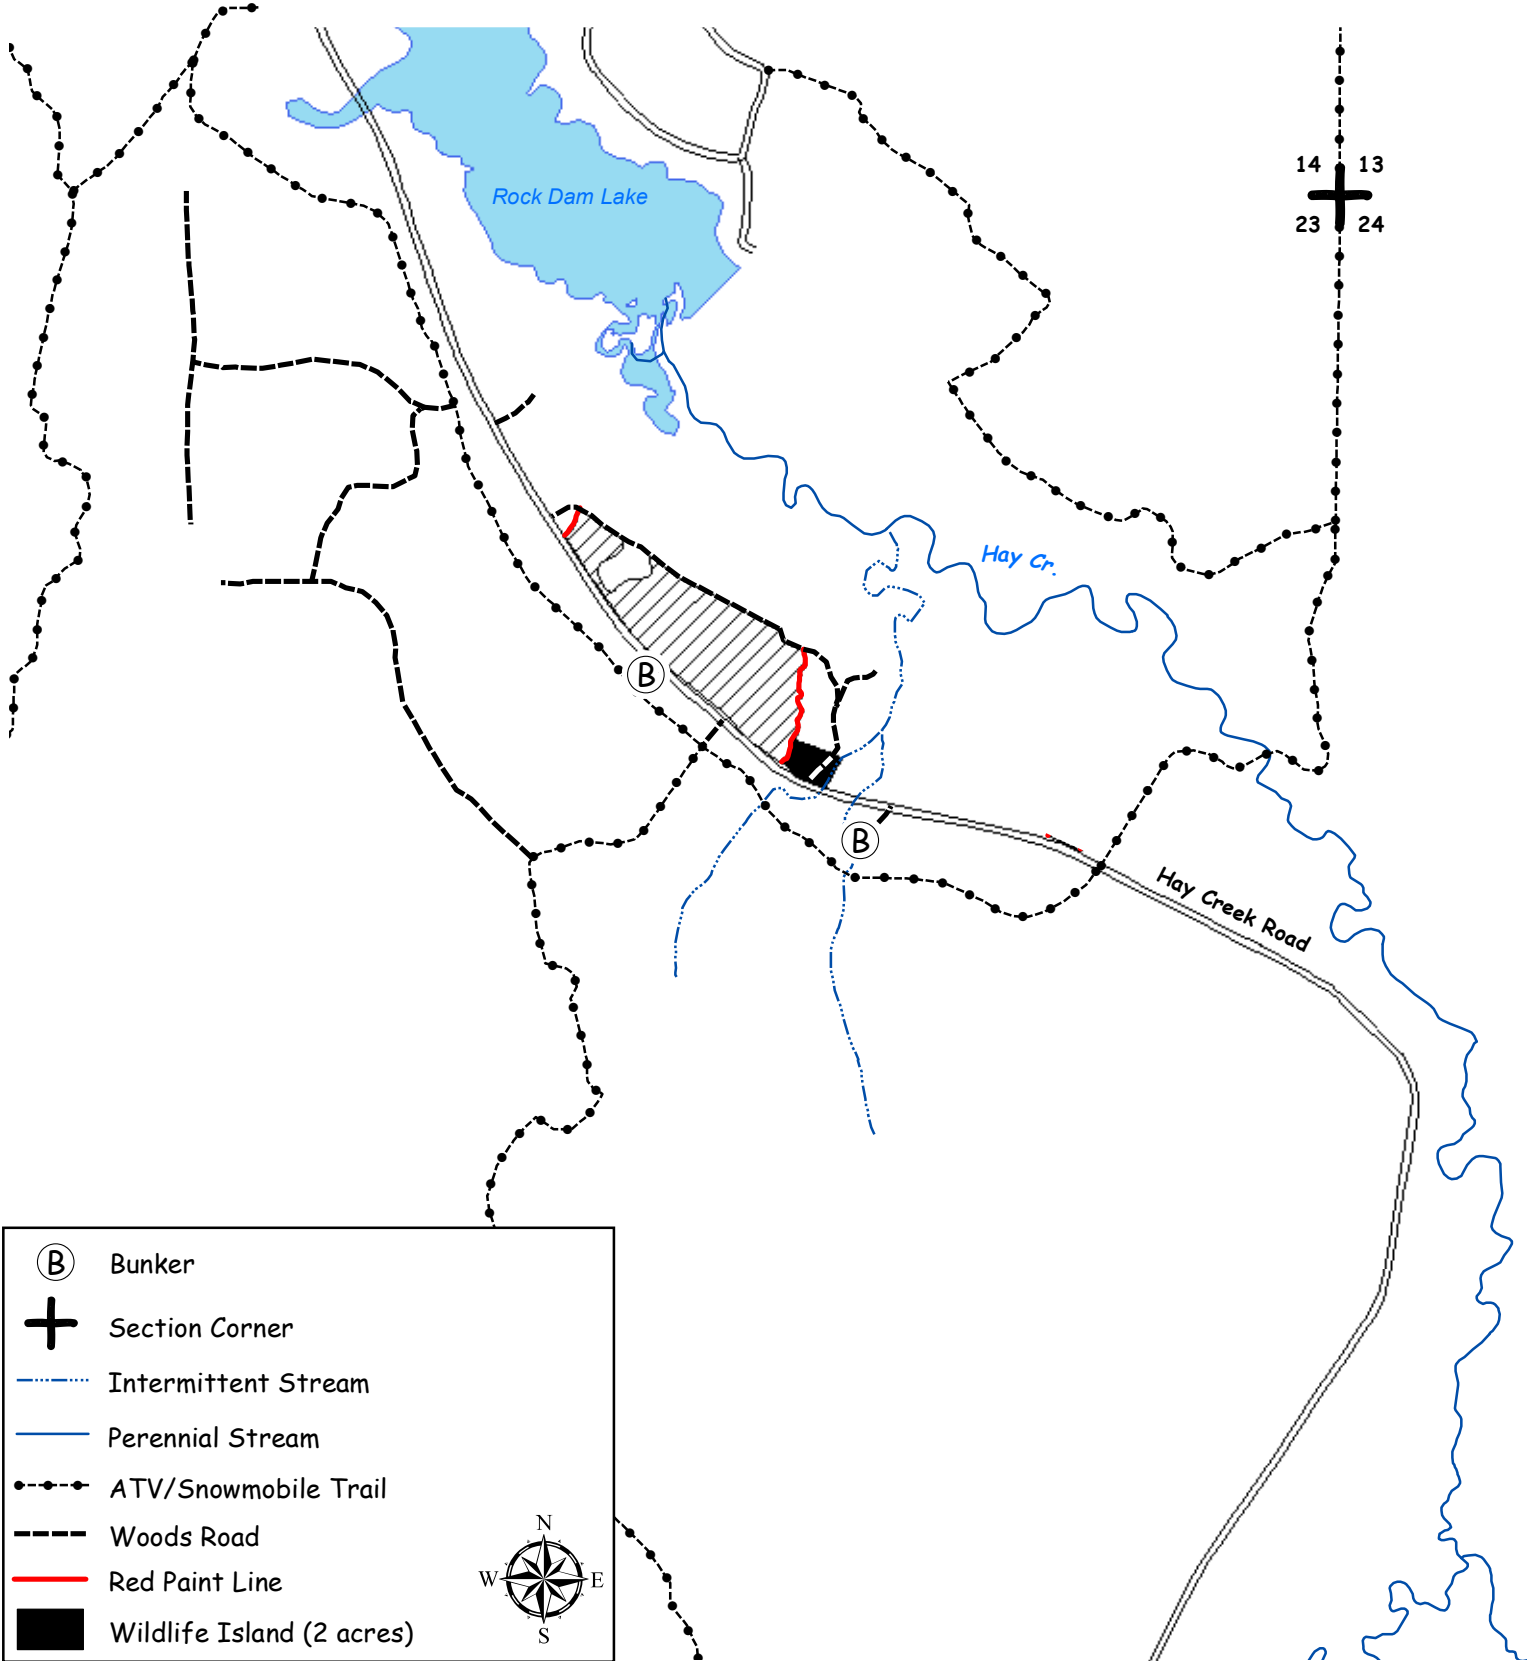 14 13
23 24
Rock Dam Lake
Hay Cr.
B
B
Hay Creek Road
B Bunker
Section Corner
Intermittent Stream
Perennial Stream
ATV/Snowmobile Trail
Woods Road
Red Paint Line
Wildlife Island (2 acres)
N
W E
S